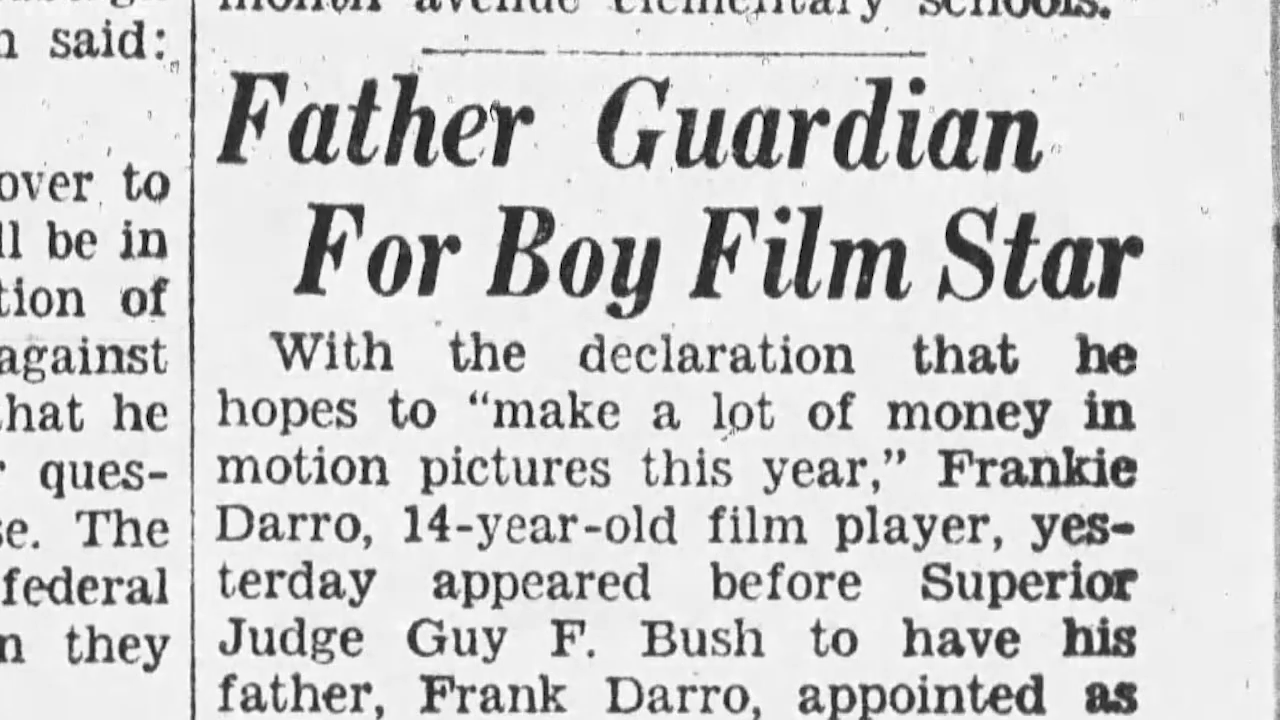 month avenue elementary schools.
n said:
over to
ll be in
tion of
against
that he
r ques-
se. The
federal
n they
Father Guardian
For Boy Film Star
With the declaration that he
hopes to “make a lot of money in
motion pictures this year,” Frankie
Darro, 14-year-old film player, yes-
terday appeared before Superior
Judge Guy F. Bush to have his
father, Frank Darro, appointed as